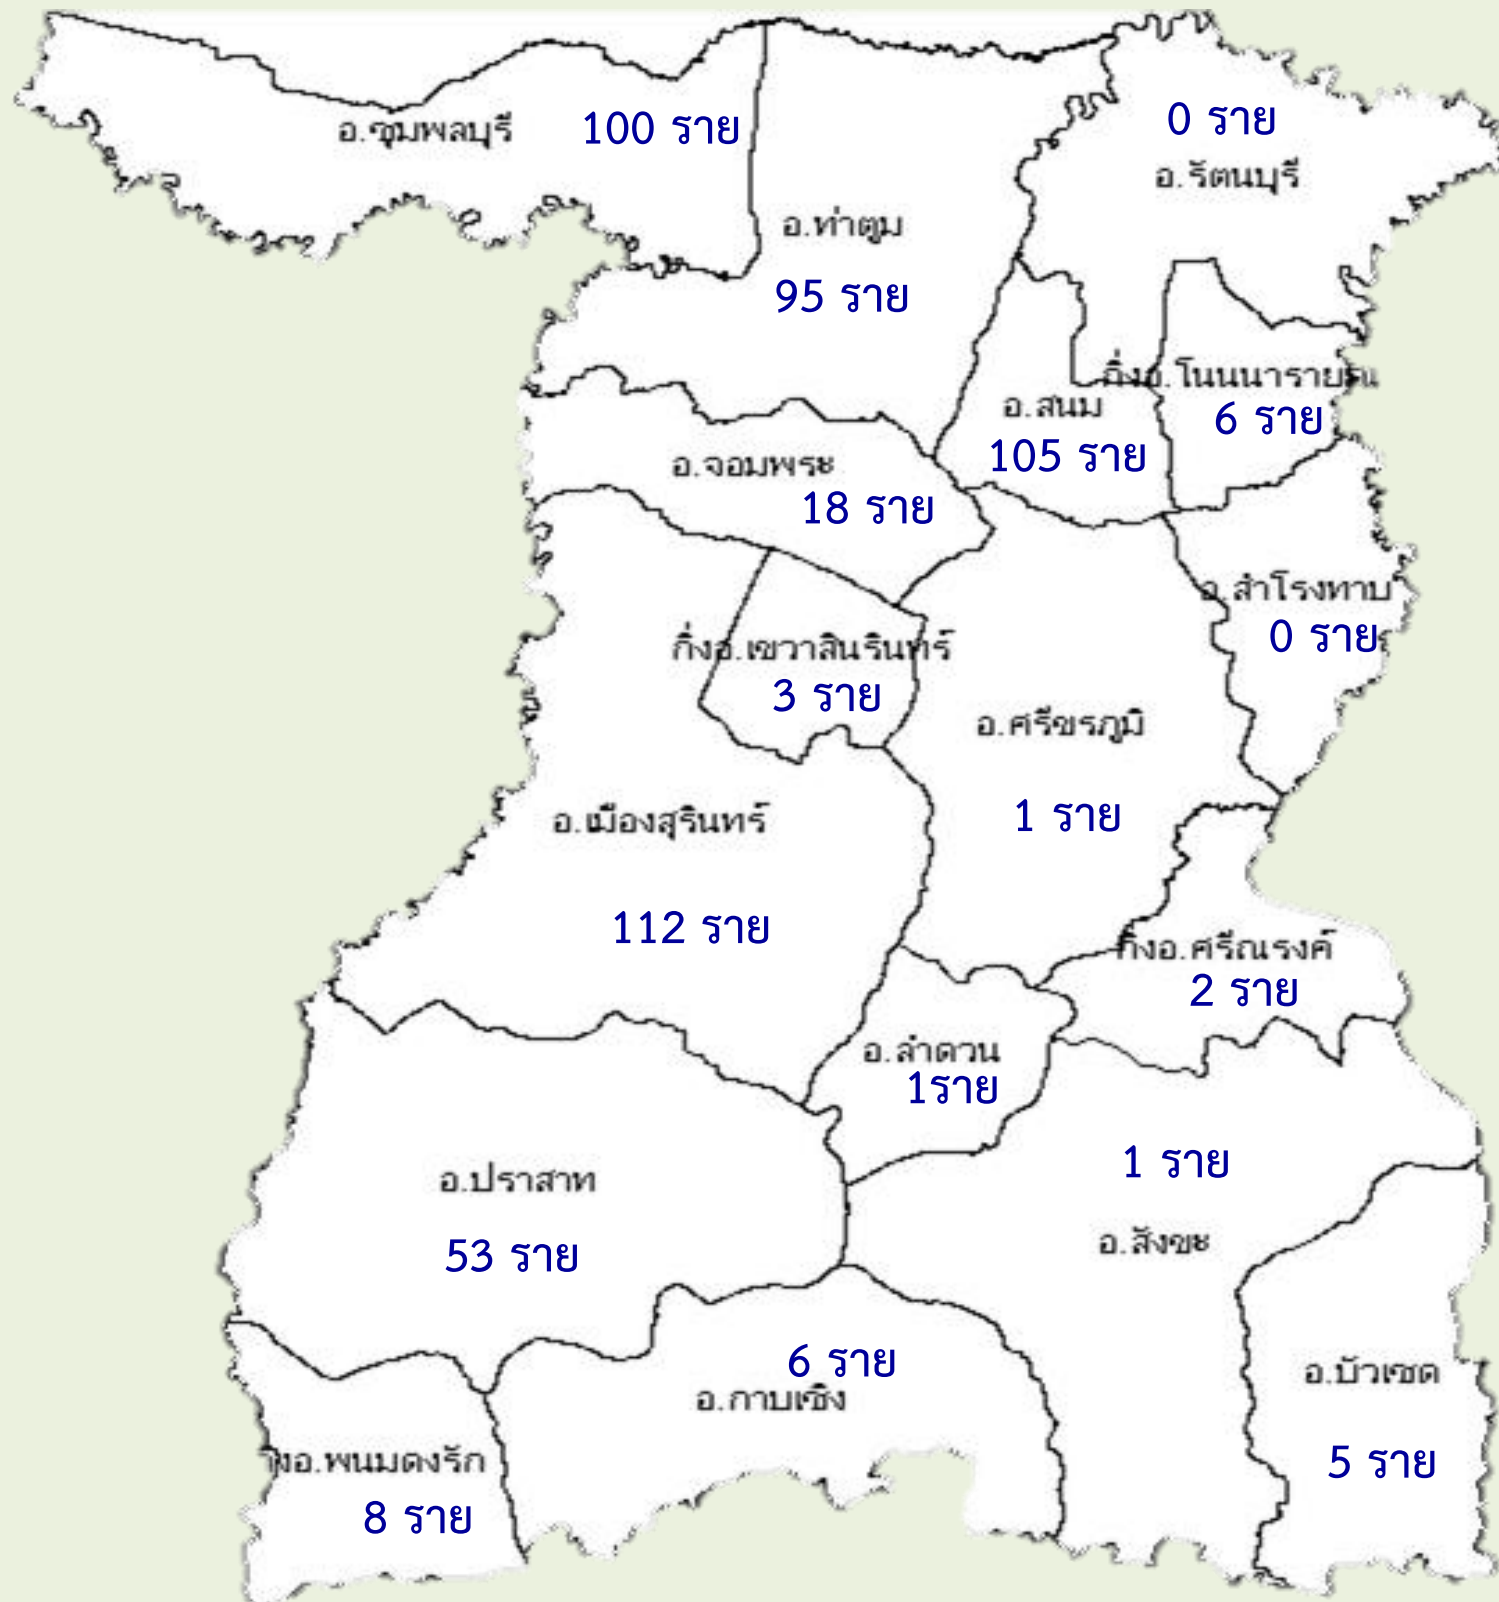 อ.ชุมพลบุรี
100 ราย
0 ราย
อ.รัตนบุรี
อ.ท่าตูม
95 ราย
กิ่งอ.โนนนารายณ
6 ราย
อ.สนม
105 ราย
อ.จอมพระ
18 ราย
อ.สำโรงทาบ
0 ราย
กิ่งอ.เขวาสินรินทร์
3 ราย
อ.ศรีขรภูมิ
1 ราย
อ.เมืองสุรินทร์
112 ราย
กิ่งอ.ศรีณรงค์
2 ราย
อ.ลำดวน
1ราย
1 ราย
อ.สังขะ
อ.ปราสาท
53 ราย
6 ราย
อ.กาบเชิง
อ.บัวเชด
5 ราย
งอ.พนมดงรัก
8 ราย